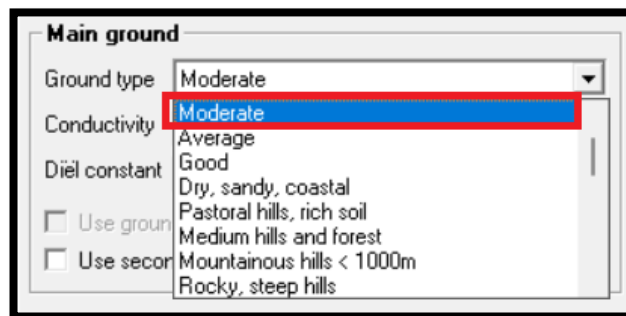 Main ground
Ground type Moderate
Moderate
Conductivity
Average
Good
Diël constant
Dry, sandy, coastal
Pastoral hills, rich soil
Use groun
Medium hills and forest
Use secon
Mountainous hills < 1000m
Rocky, steep hills